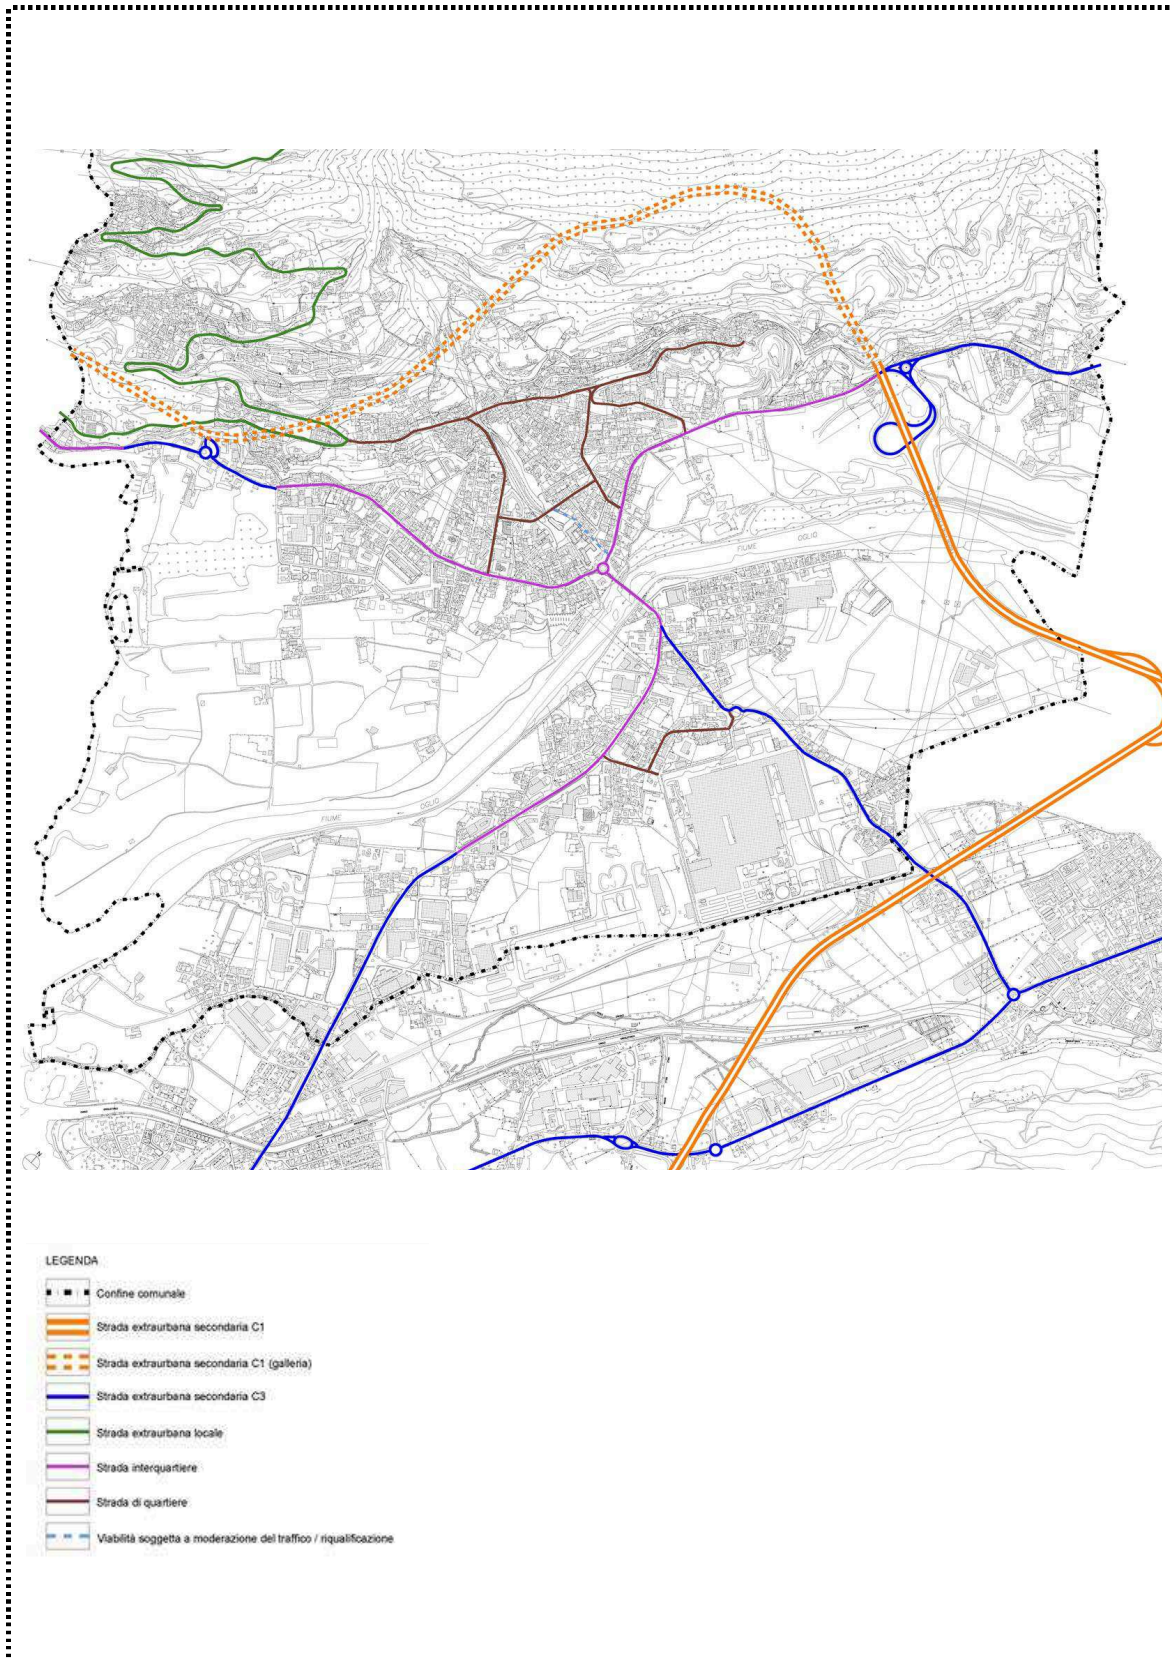 FIUME
OGLIO
OGLIO
FIUME
LEGENDA
Confine comunale
Strada extraurbana secondaria C1
Strada extraurbana secondaria C1 (galleria)
Strada extraurbana secondaria C3
Strada extraurbana locale
Strada interquartiere
Strada di quartiere
Viabilità soggetta a moderazione del traffico / riqualificazione